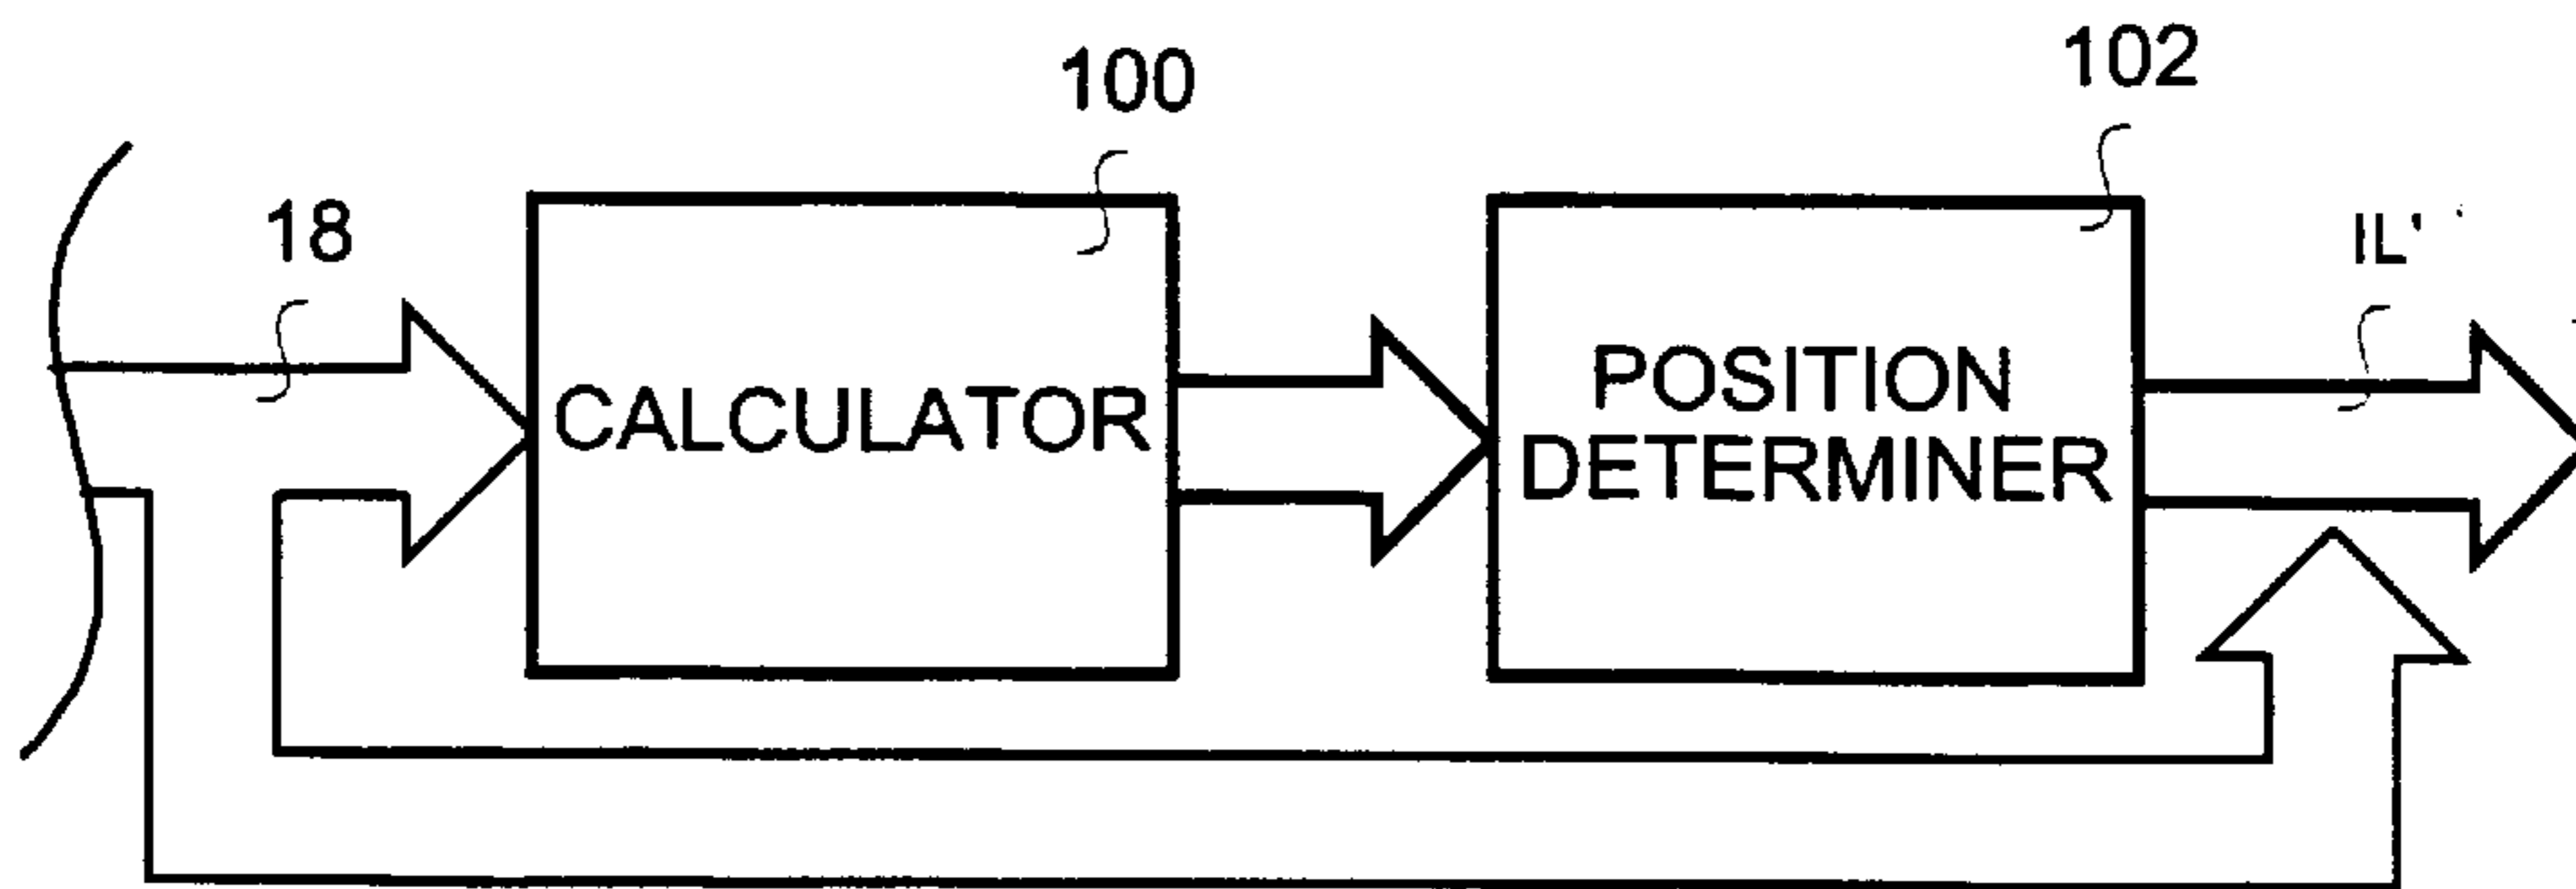 100
102
18
IL'
CALCULATOR
POSITION
DETERMINER